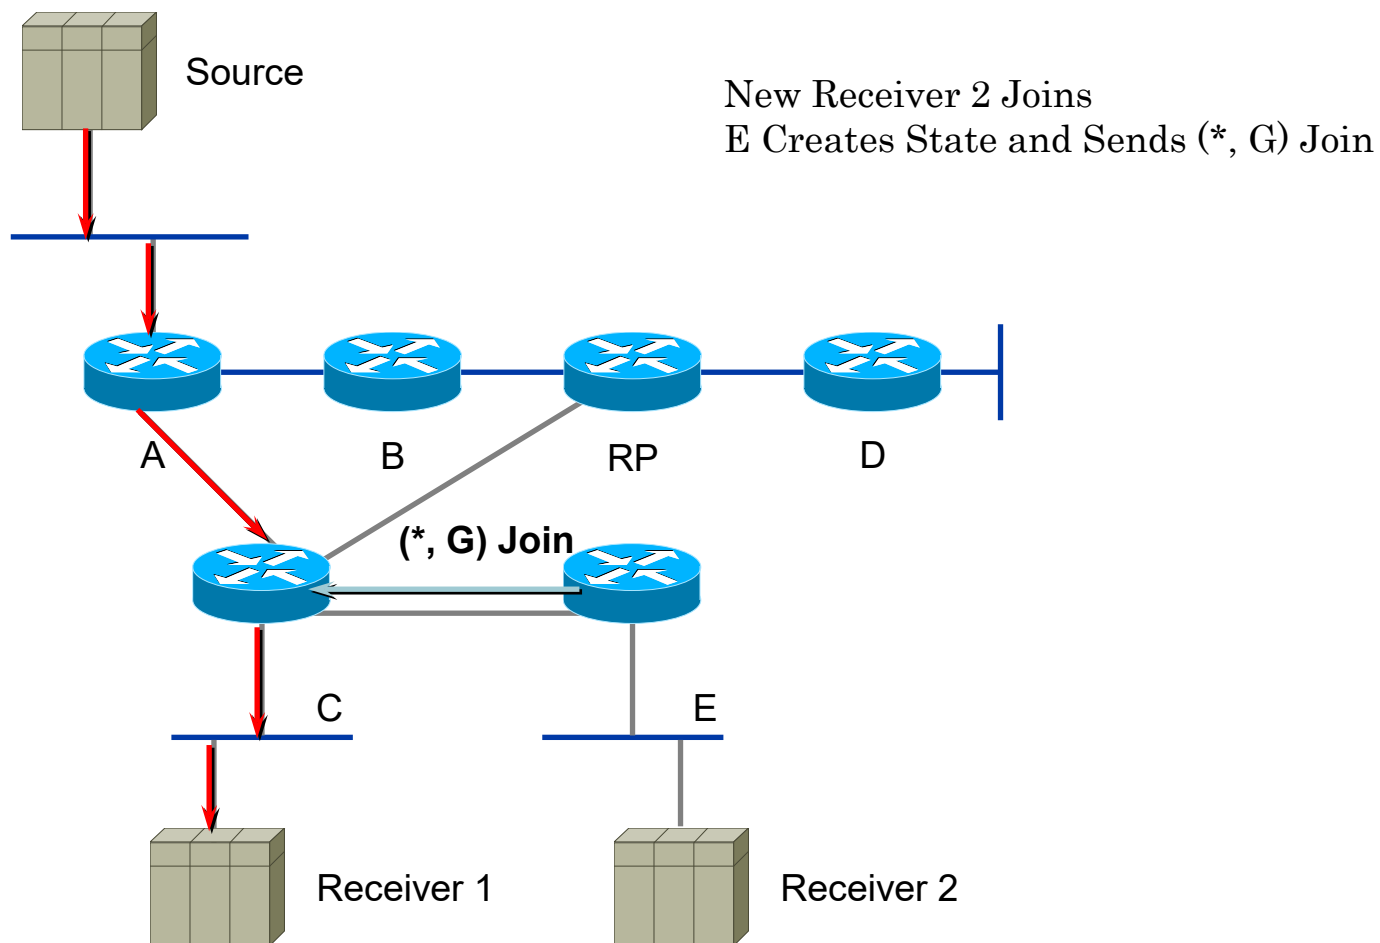 Source
New Receiver 2 Joins
E Creates State and Sends (*, G) Join
A
B
RP
D
(*, G) Join
C
E
Receiver 1
Receiver 2